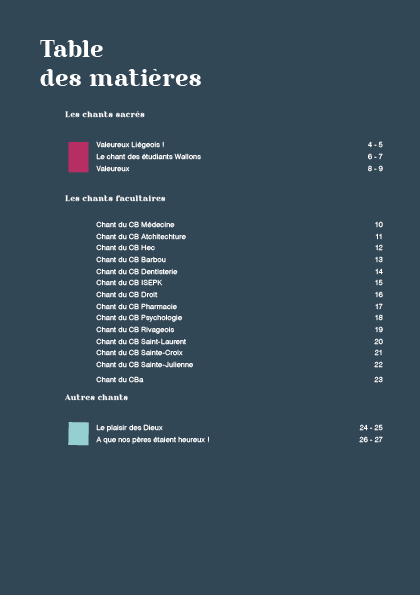 Table
des matières
Les chants sacrés
Valeureux Liégeois ! 4 - 5
Le chant des étudiants Wallons 6 - 7
Valeureux 8 - 9
Les chants facultaires
Chant du CB Médecine 10
Chant du CB Atchitechture 11
Chant du CB Hec 12
Chant du CB Barbou 13
Chant du CB Dentisterie 14
Chant du CB ISEPK 15
Chant du CB Droit 16
Chant du CB Pharmacie 17
Chant du CB Psychologie 18
Chant du CB Rivageois 19
Chant du CB Saint-Laurent 20
Chant du CB Sainte-Croix 21
Chant du CB Sainte-Julienne 22
Chant du CBa 23
Autres chants
Le plaisir des Dieux 24 - 25
A que nos pères étaient heureux ! 26 - 27